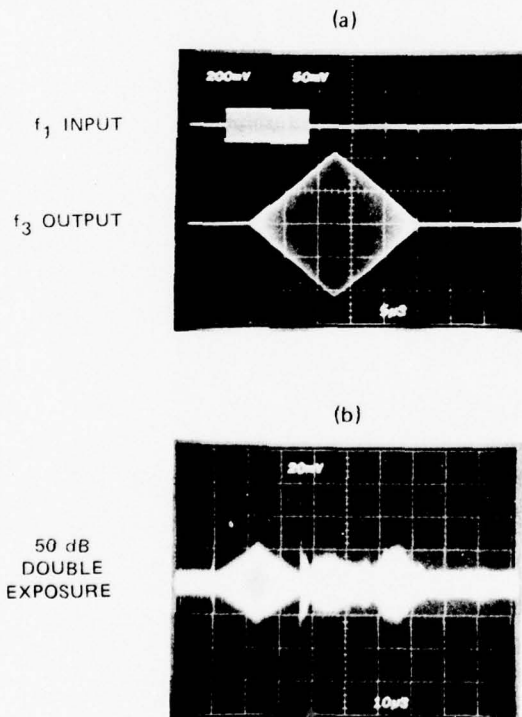 (a)
200mV 50mV
f₁ INPUT
f₃ OUTPUT
5μS
(b)
20mV
50 dB
DOUBLE
EXPOSURE
10μS